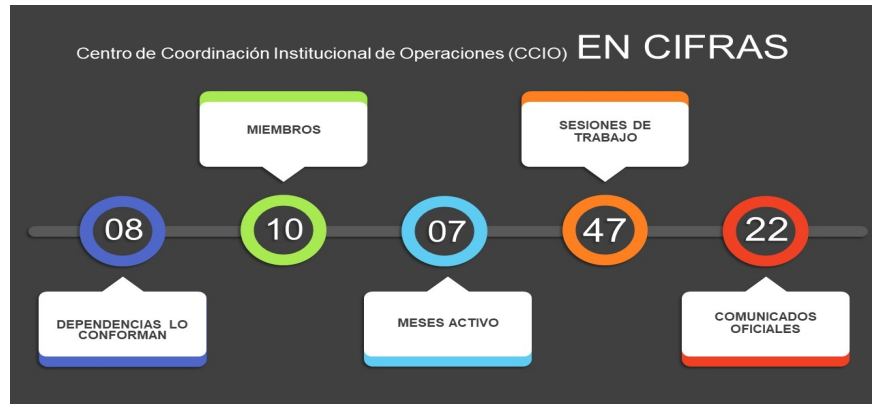 Centro de Coordinación Institucional de Operaciones (CCIO) EN CIFRAS
MIEMBROS
SESIONES DE
TRABAJO
08
10
07
47
22
DEPENDENCIAS LO
CONFORMAN
MESES ACTIVO
COMUNICADOS
OFICIALES